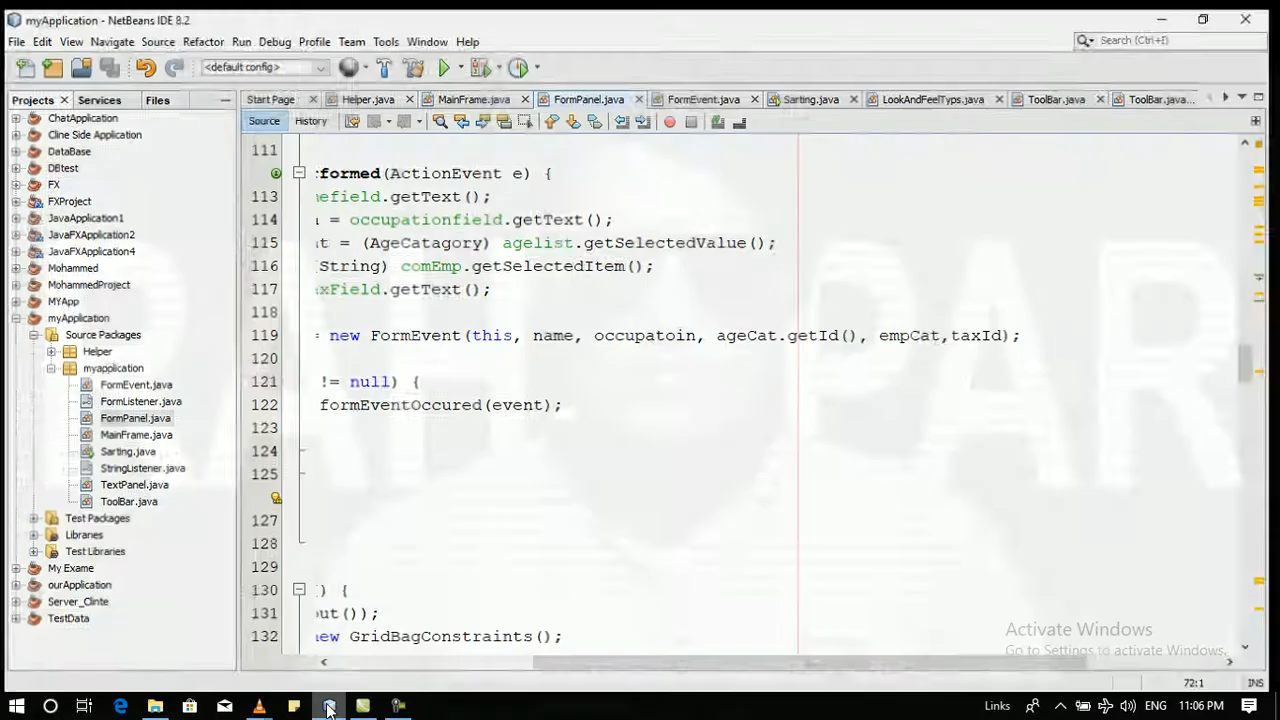 myApplication - NetBeans IDE 8.2
File Edit View Navigate Source Refactor Run Debug Profile Team Tools Window Help
Search (Ctrl+I)
<default config>
Projects Services Files
Start Page Helper.java MainFrame.java FormPanel.java FormEvent.java Sarting.java LookAndFeelTyps.java ToolBar.java ToolBar.java...
Source History
ChatApplication
Cline Side Application
DataBase
DBtest
FX
FXProject
JavaApplication1
JavaFXApplication2
JavaFXApplication4
Mohammed
MohammedProject
MYApp
myApplication
Source Packages
Helper
myapplication
FormEvent.java
FormListener.java
FormPanel.java
MainFrame.java
Sarting.java
StringListener.java
TextPanel.java
ToolBar.java
Test Packages
Libraries
Test Libraries
My Exame
ourApplication
Server_Clinte
TestData
111
formed(ActionEvent e) {
113 efield.getText();
114 = occupationfield.getText();
115 t = (AgeCatagory) agelist.getSelectedValue();
116 String) comEmp.getSelectedItem();
117 xField.getText();
118
119 = new FormEvent(this, name, occupatoin, ageCat.getId(), empCat,taxId);
120
121 != null) {
122 formEventOccured(event);
123
124
125
127
128
129
130 ) {
131 out());
132 new GridBagConstraints();
Activate Windows
Go to Settings to activate Windows.
72:1 INS
Links ENG 11:06 PM